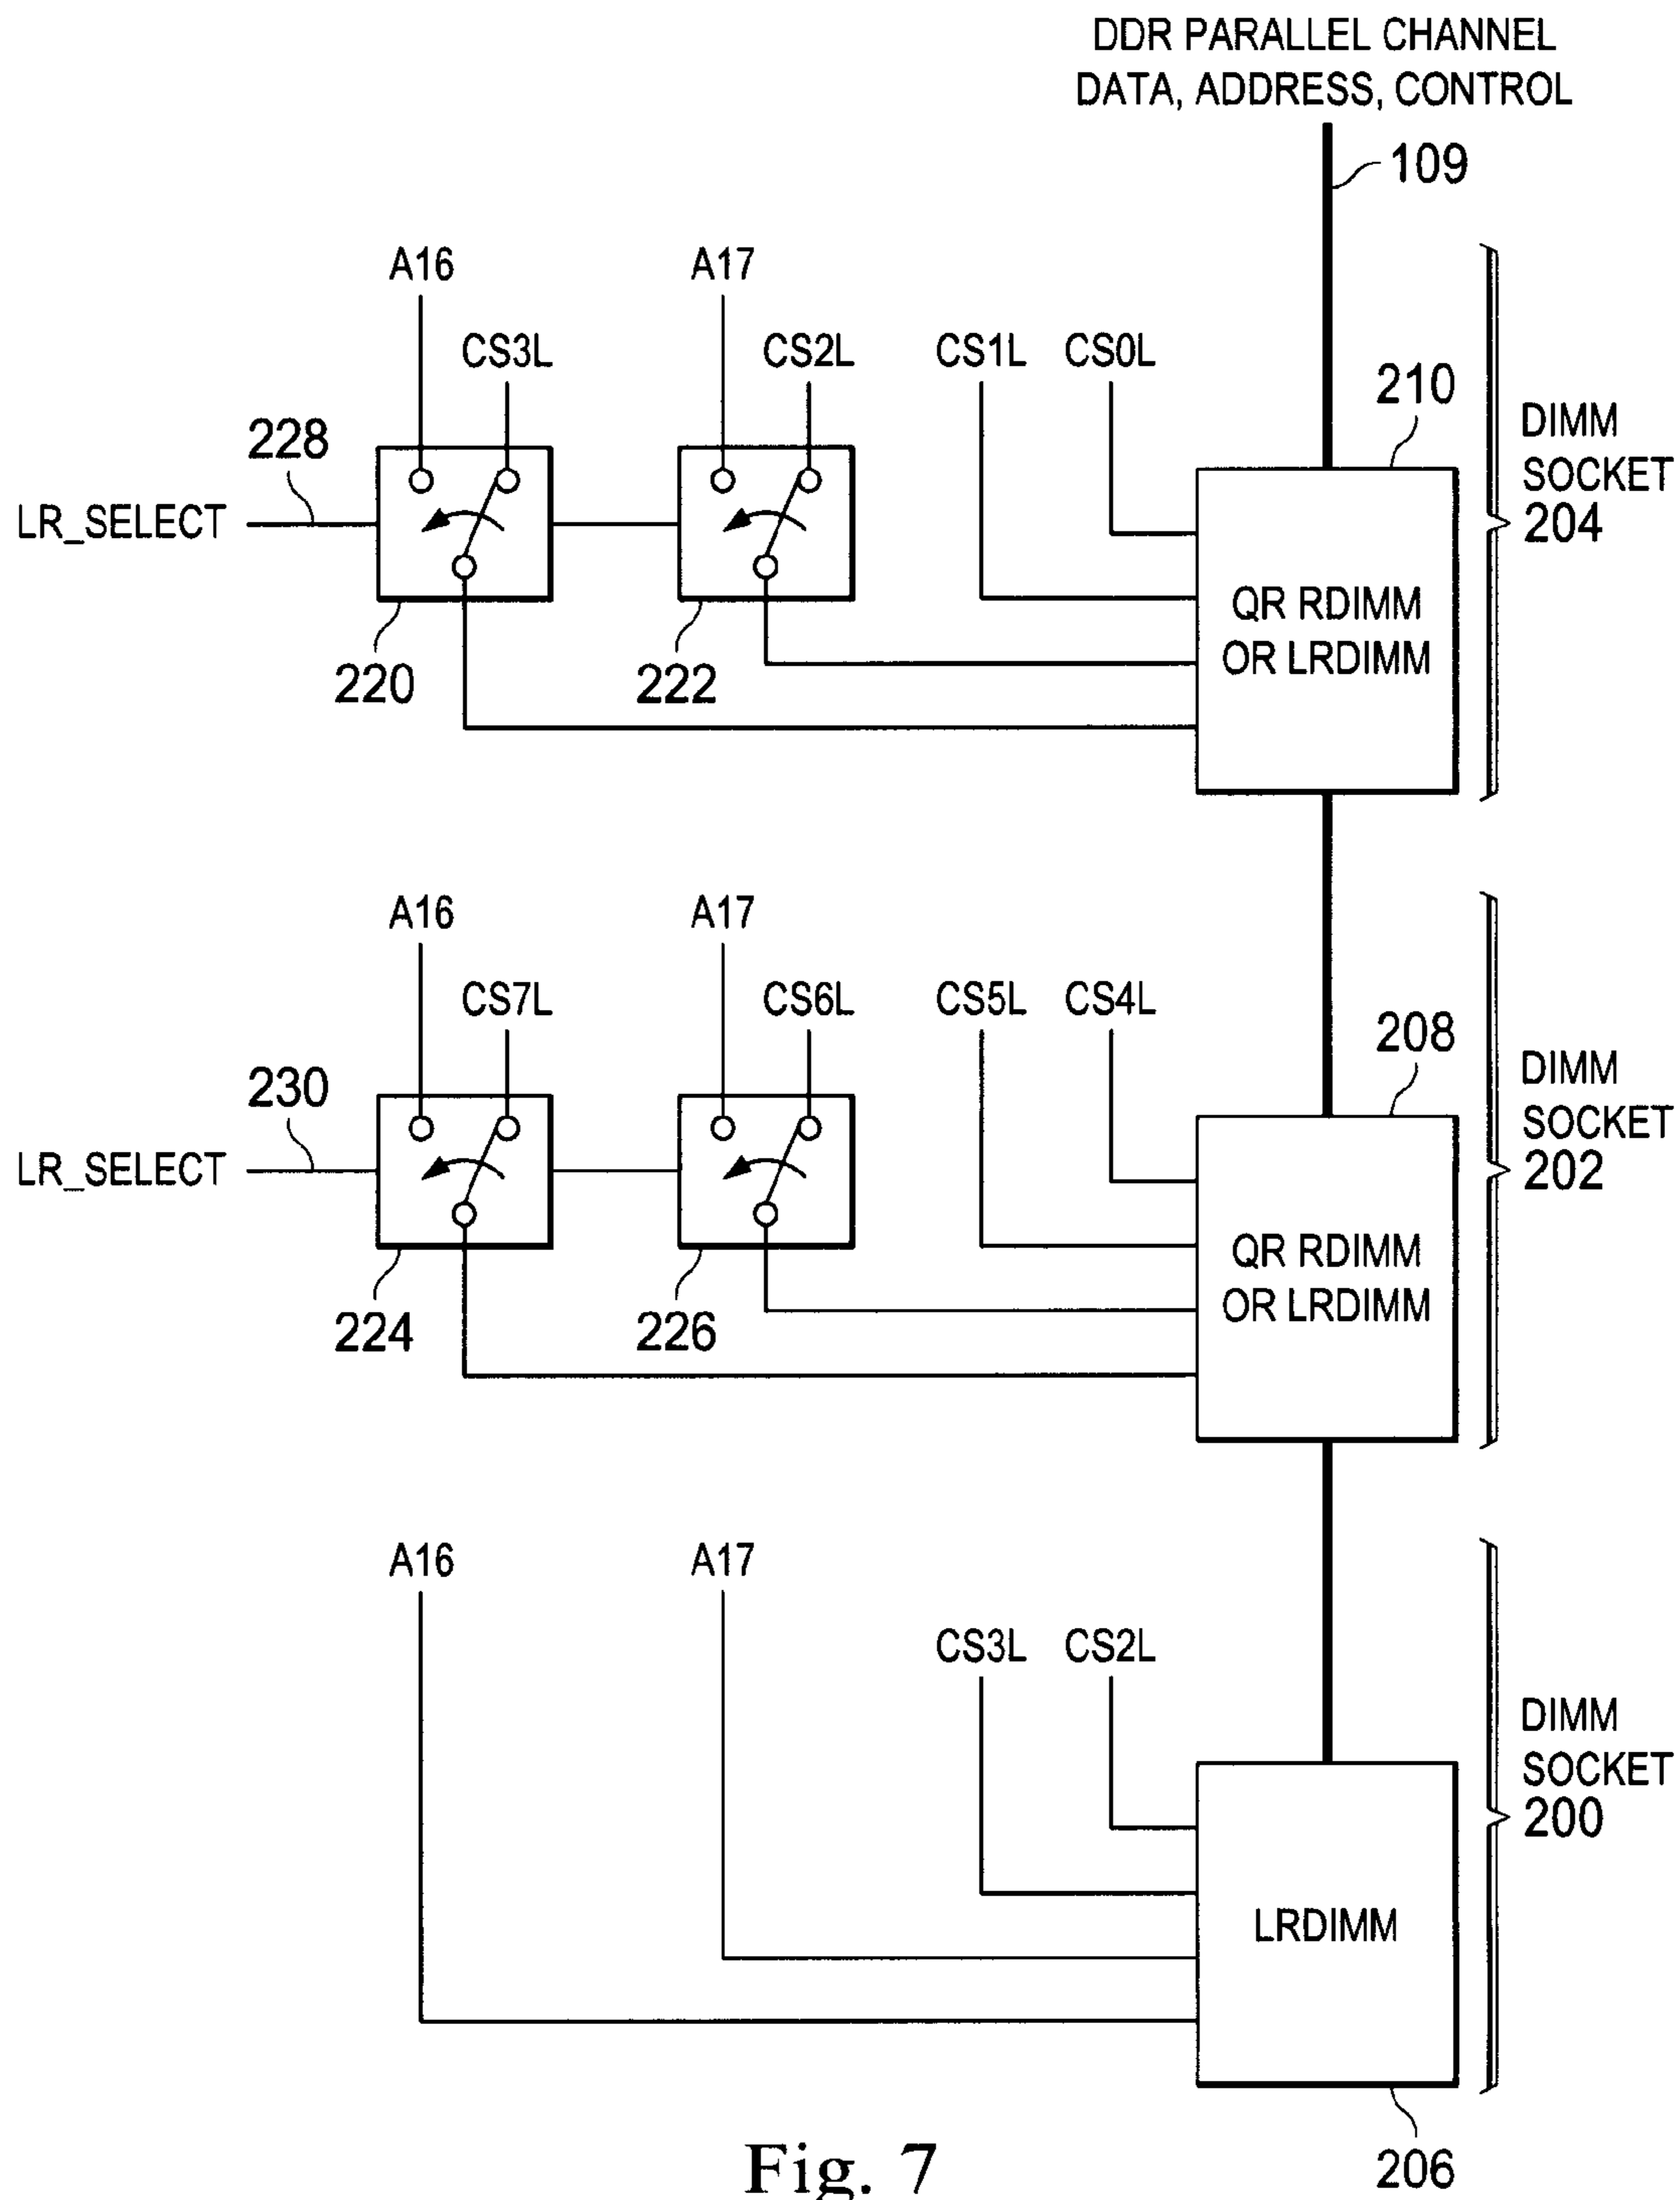 DDR PARALLEL CHANNEL
DATA, ADDRESS, CONTROL
109
A16
A17
CS3L
CS2L
CS1L
CS0L
210
DIMM
SOCKET
204
228
LR_SELECT
QR RDIMM
OR LRDIMM
220
222
A16
A17
CS7L
CS6L
CS5L
CS4L
208
DIMM
SOCKET
202
230
LR_SELECT
QR RDIMM
OR LRDIMM
224
226
A16
A17
CS3L
CS2L
DIMM
SOCKET
200
LRDIMM
206
Fig. 7